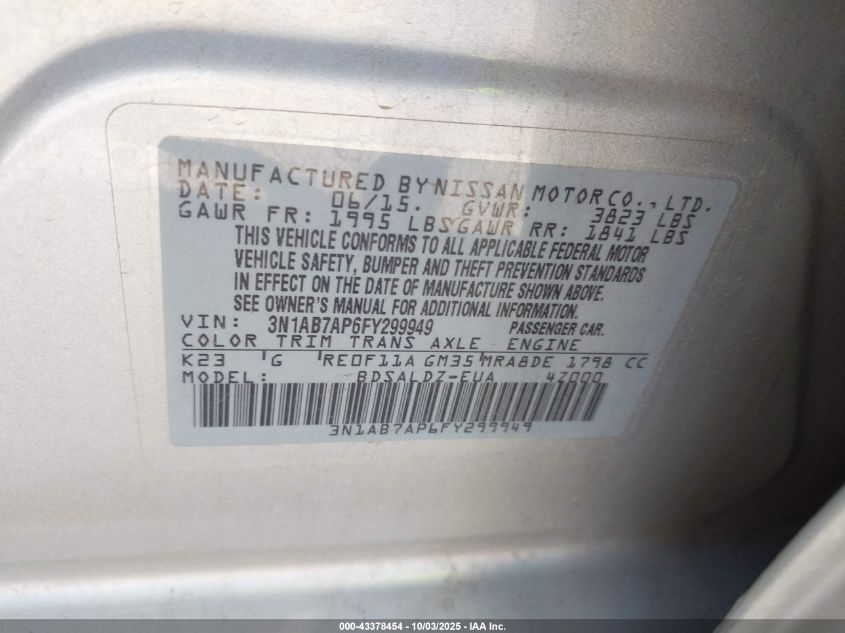 MANUFACTURED BY NISSAN MOTOR CO., LTD.
DATE: 06/15. GVWR: 3823 LBS
GAWR FR: 1995 LBS GAWR RR: 1841 LBS
THIS VEHICLE CONFORMS TO ALL APPLICABLE FEDERAL MOTOR
VEHICLE SAFETY, BUMPER AND THEFT PREVENTION STANDARDS
IN EFFECT ON THE DATE OF MANUFACTURE SHOWN ABOVE.
SEE OWNER'S MANUAL FOR ADDITIONAL INFORMATION.
VIN: 3N1AB7AP6FY299949 PASSENGER CAR.
COLOR TRIM TRANS AXLE ENGINE
K23 'G 'RE0F11A GM35'MRA8DE 1798 CC
MODEL: BDSALDZ-EUA 4Z000
3N1AB7AP6FY299949
000-43378454 - 10/03/2025 - IAA Inc.